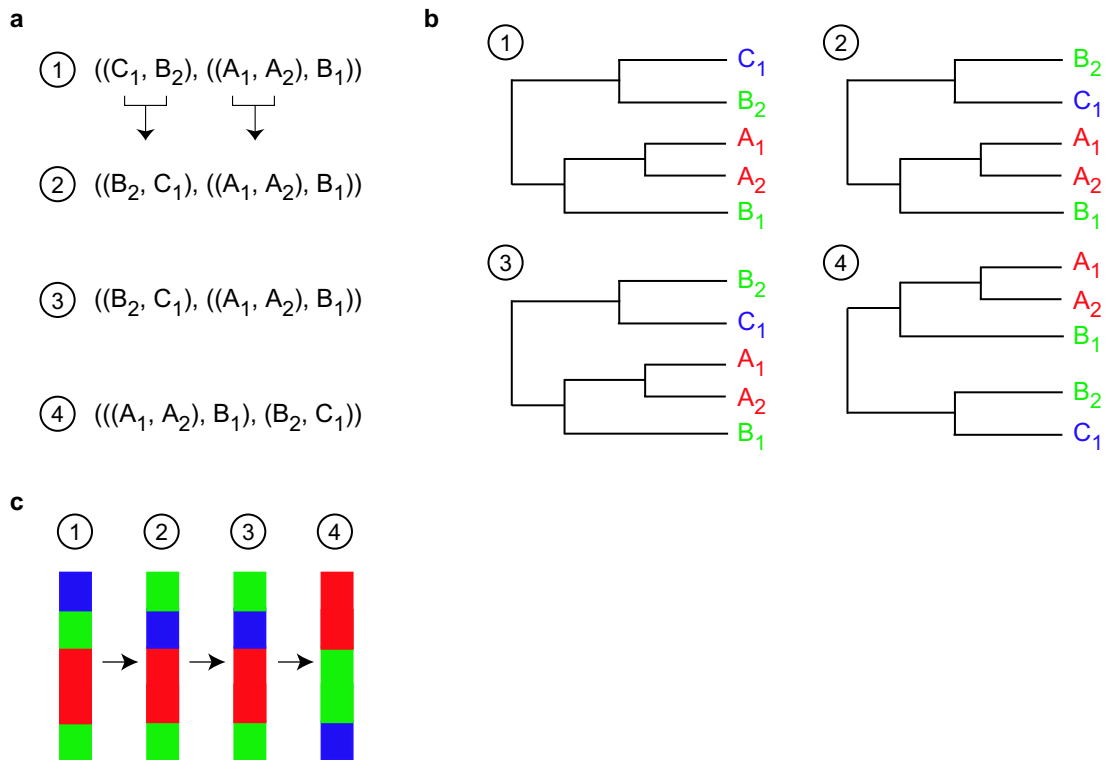 a
1 ((C₁, B₂), ((A₁, A₂), B₁))
2 ((B₂, C₁), ((A₁, A₂), B₁))
3 ((B₂, C₁), ((A₁, A₂), B₁))
4 (((A₁, A₂), B₁), (B₂, C₁))
b
1
C₁
B₂
A₁
A₂
B₁
2
B₂
C₁
A₁
A₂
B₁
3
B₂
C₁
A₁
A₂
B₁
4
A₁
A₂
B₁
B₂
C₁
c
1 2 3 4